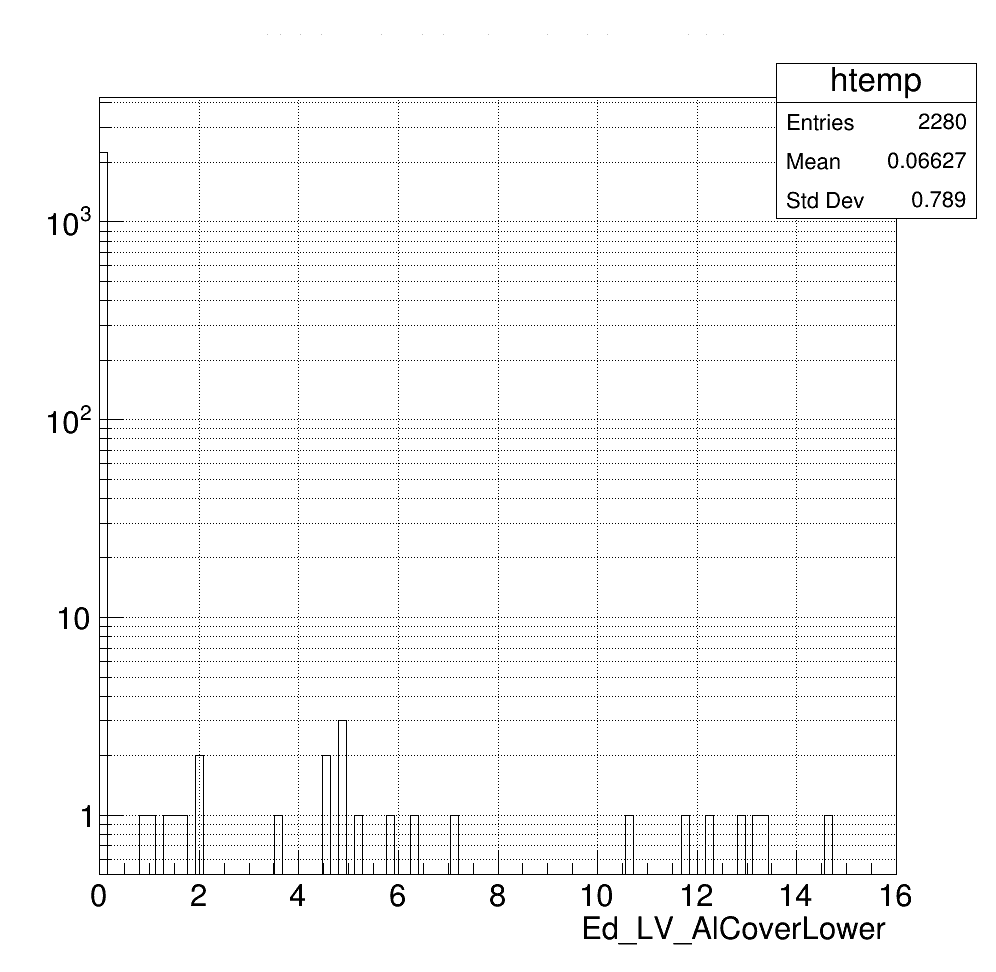 htemp
Entries 2280
Mean 0.06627
Std Dev 0.789
10³
10²
10
1
0 2 4 6 8 10 12 14 16
Ed_LV_AlCoverLower